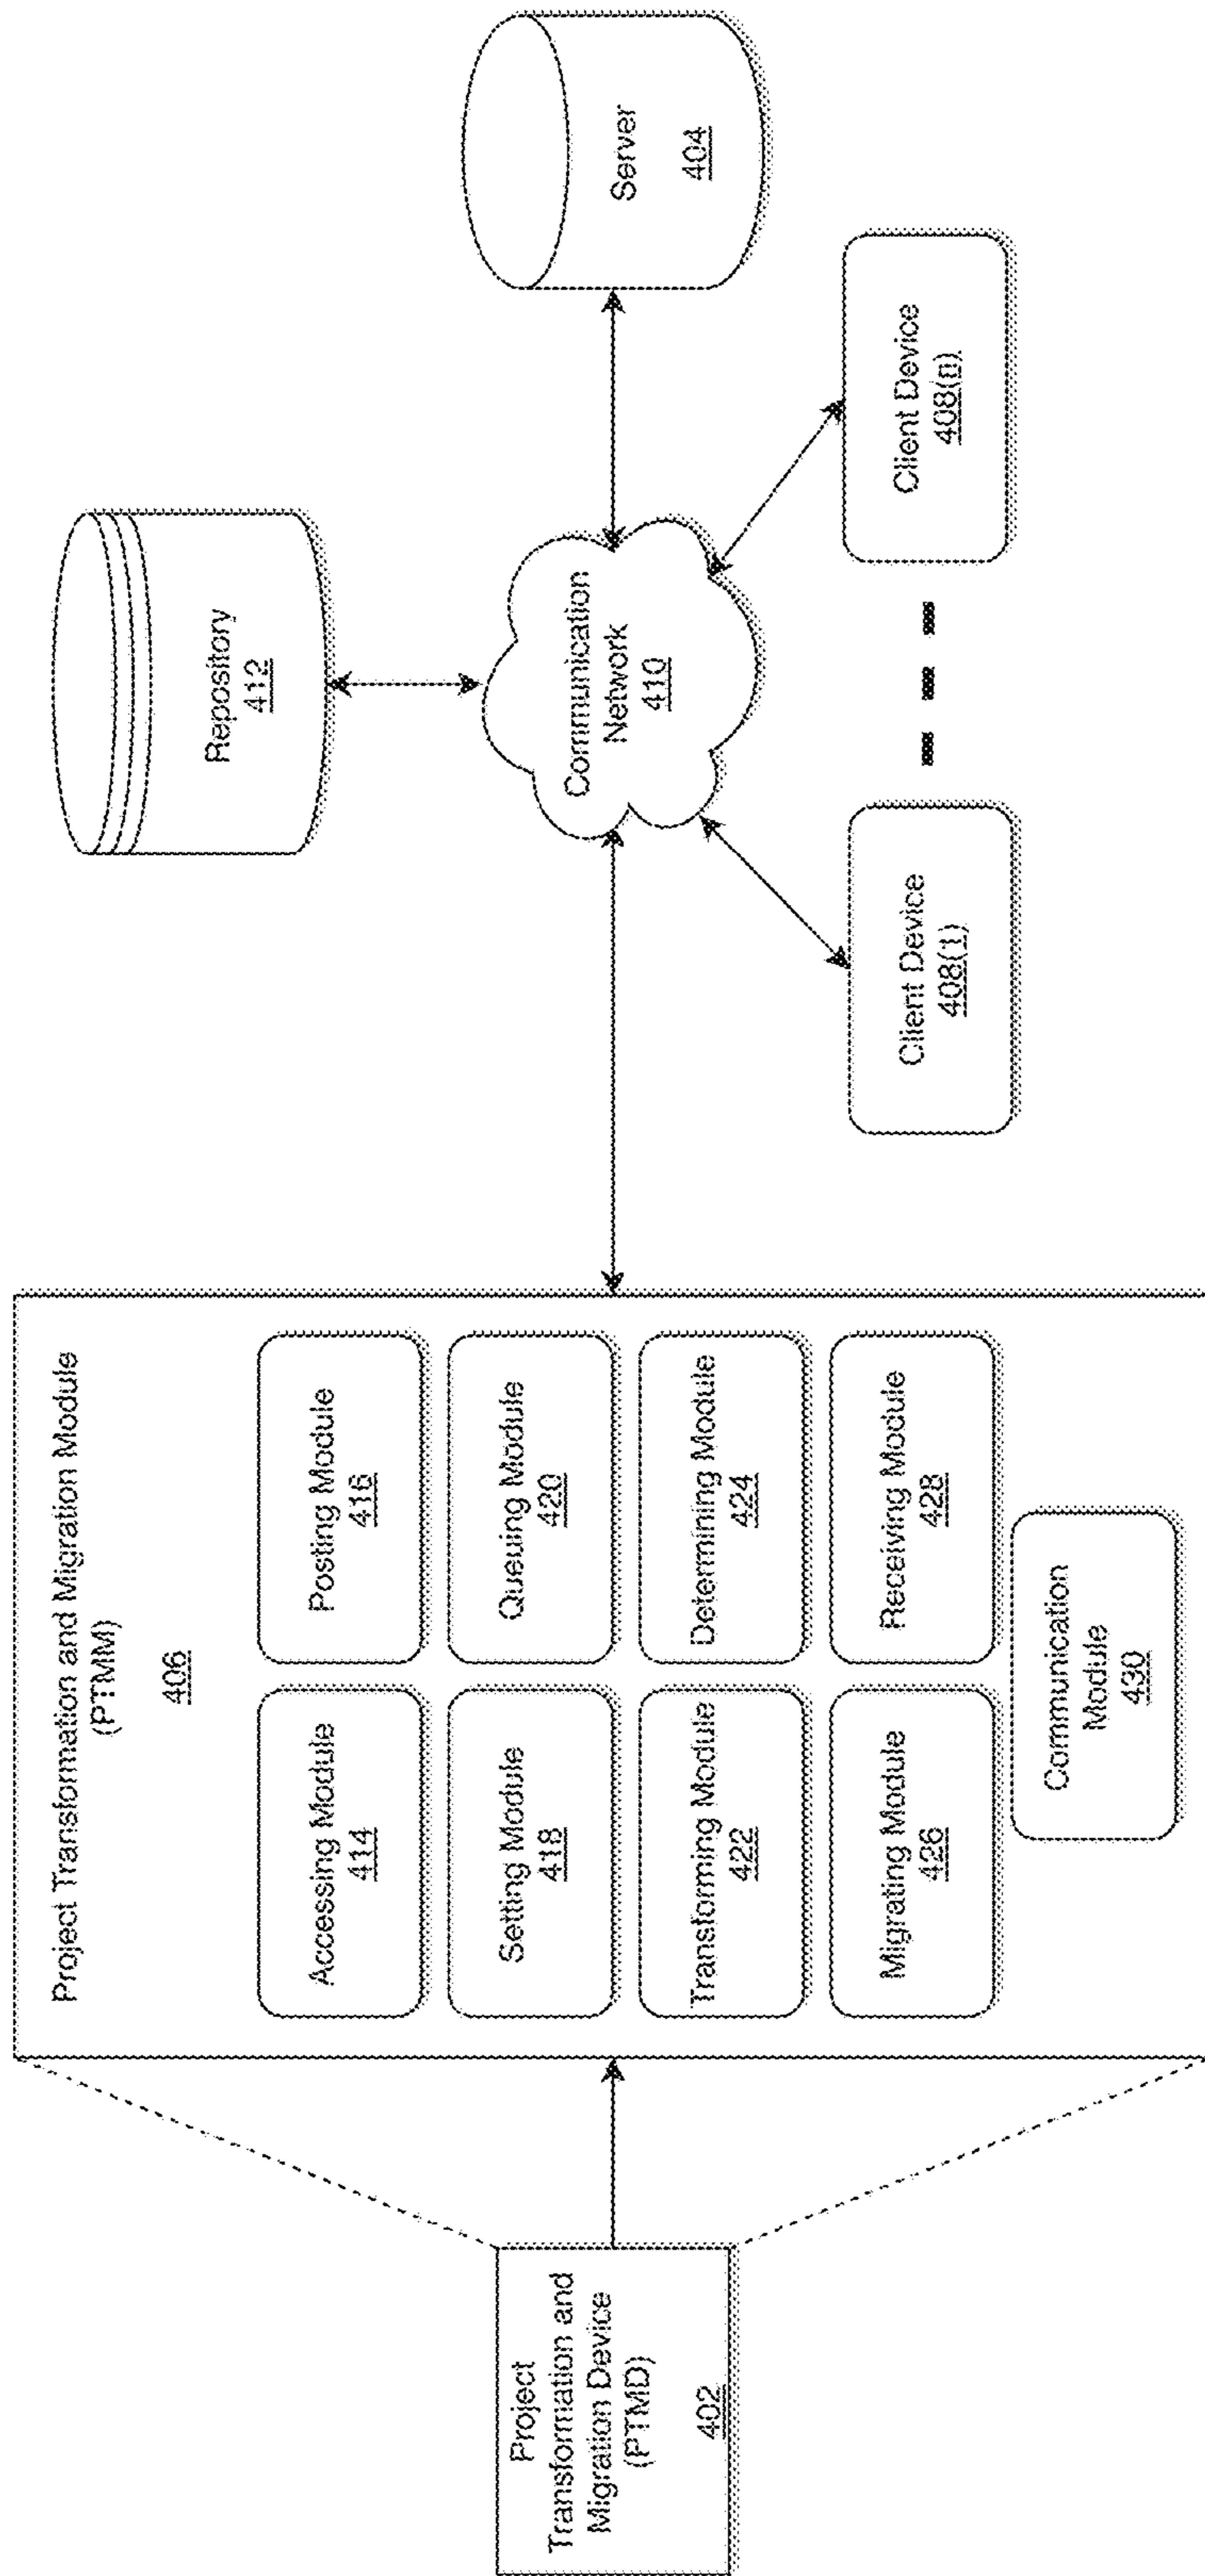 Project
Transformation and
Migration Device
(PTMD)
402
Project Transformation and Migration Module
(PTMM)
406
Accessing Module
414
Posting Module
416
Setting Module
418
Queuing Module
420
Transforming Module
422
Determining Module
424
Migrating Module
426
Receiving Module
428
Communication
Module
430
Repository
412
Communication
Network
410
Server
404
Client Device
408(1)
Client Device
408(n)